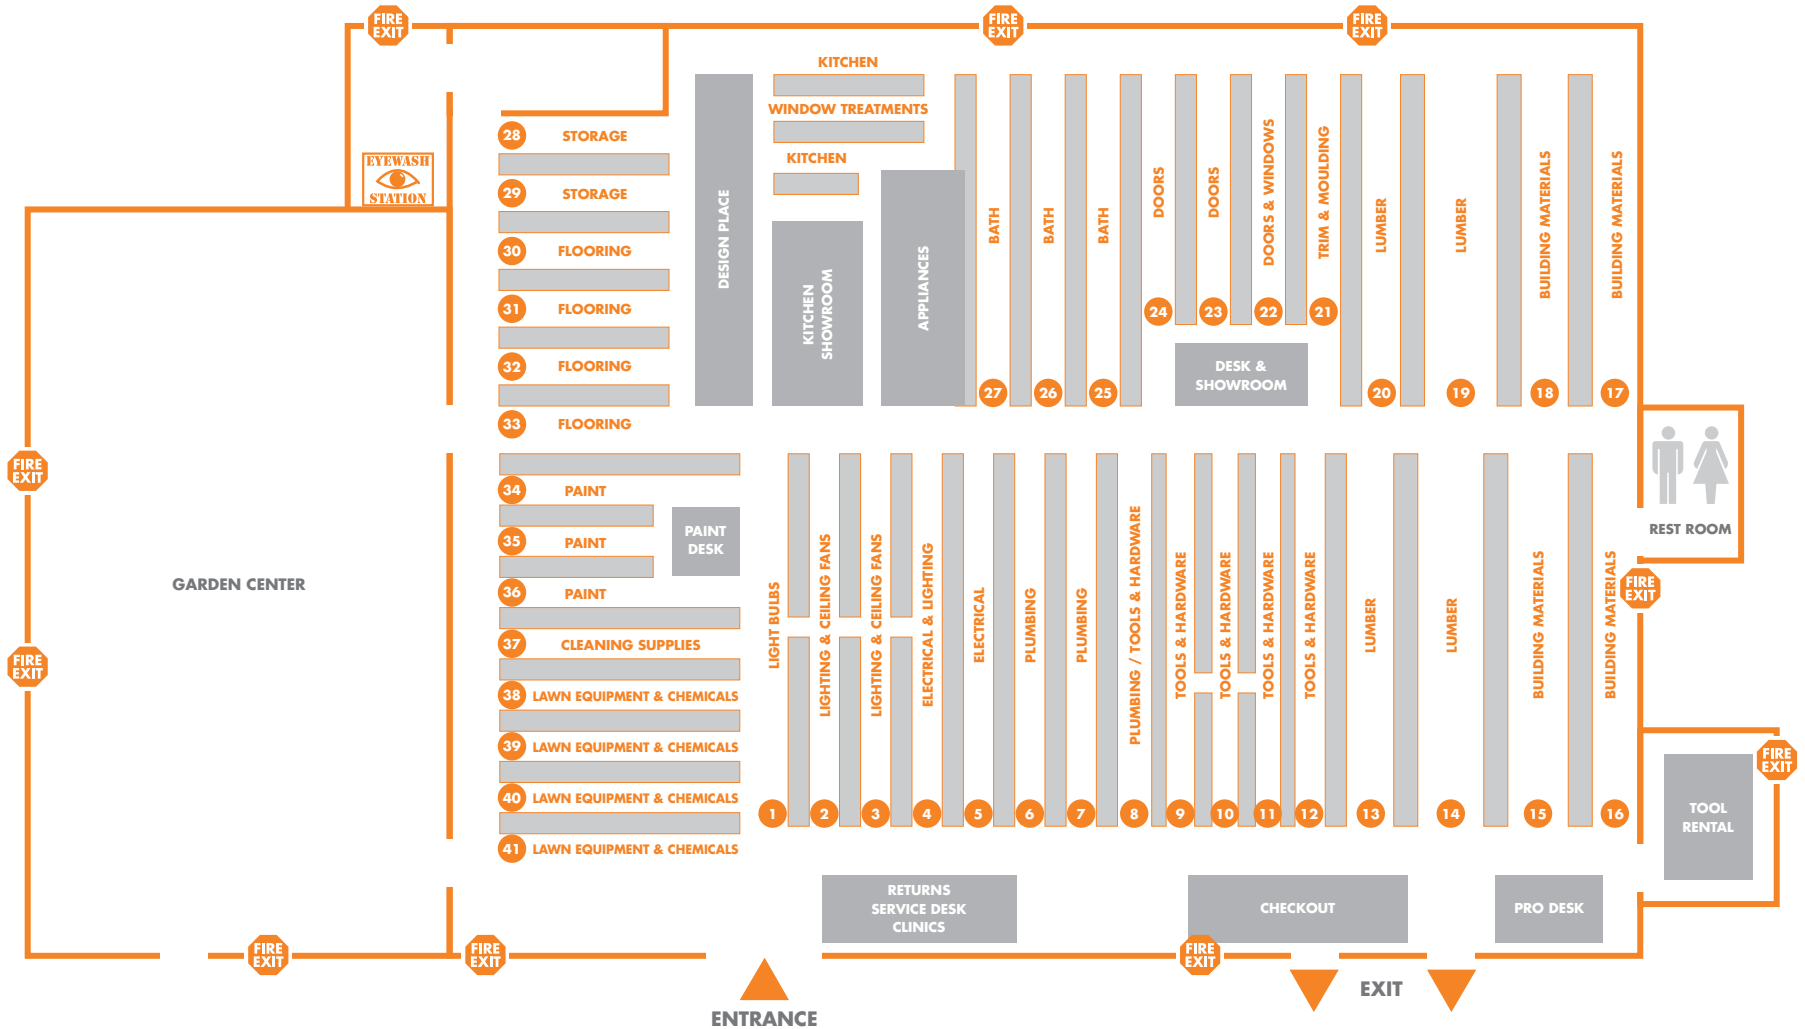 FIRE
EXIT
FIRE
EXIT
FIRE
EXIT
KITCHEN
WINDOW TREATMENTS
KITCHEN
EYEWASH
STATION
28 STORAGE
29 STORAGE
30 FLOORING
31 FLOORING
32 FLOORING
33 FLOORING
DESIGN PLACE
KITCHEN
SHOWROOM
APPLIANCES
BATH
27
BATH
26
BATH
25
DOORS
24
DOORS
23
DOORS & WINDOWS
22
TRIM & MOULDING
21
DESK &
SHOWROOM
LUMBER
20
LUMBER
19
BUILDING MATERIALS
18
BUILDING MATERIALS
17
REST ROOM
FIRE
EXIT
FIRE
EXIT
FIRE
EXIT
GARDEN CENTER
34 PAINT
35 PAINT
36 PAINT
PAINT
DESK
37 CLEANING SUPPLIES
38 LAWN EQUIPMENT & CHEMICALS
39 LAWN EQUIPMENT & CHEMICALS
40 LAWN EQUIPMENT & CHEMICALS
41 LAWN EQUIPMENT & CHEMICALS
LIGHT BULBS
1
LIGHTING & CEILING FANS
2
LIGHTING & CEILING FANS
3
ELECTRICAL & LIGHTING
4
ELECTRICAL
5
PLUMBING
6
PLUMBING
7
PLUMBING / TOOLS & HARDWARE
8
TOOLS & HARDWARE
9
TOOLS & HARDWARE
10
TOOLS & HARDWARE
11
TOOLS & HARDWARE
12
LUMBER
13
LUMBER
14
BUILDING MATERIALS
15
BUILDING MATERIALS
16
FIRE
EXIT
TOOL
RENTAL
RETURNS
SERVICE DESK
CLINICS
CHECKOUT
PRO DESK
FIRE
EXIT
FIRE
EXIT
FIRE
EXIT
ENTRANCE
EXIT